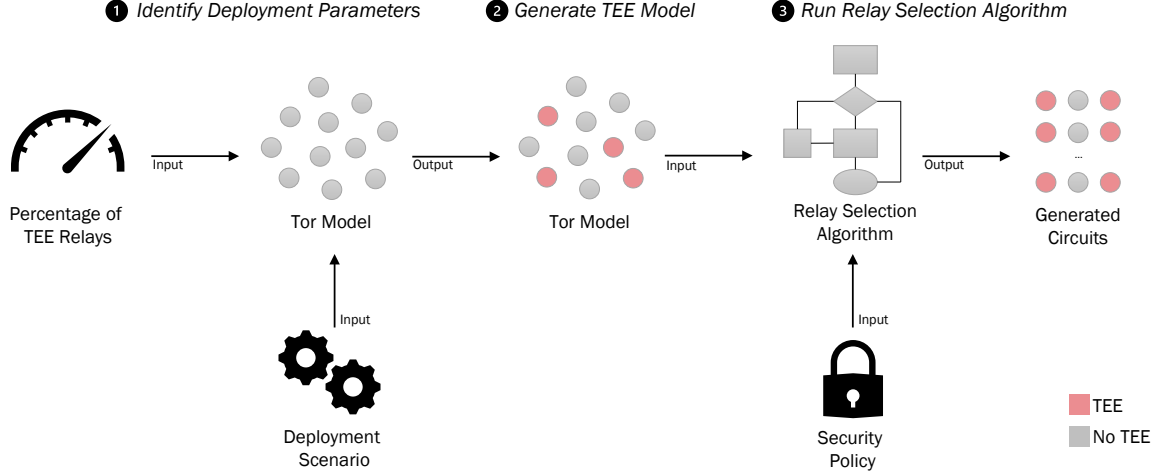 1 Identify Deployment Parameters
2 Generate TEE Model
3 Run Relay Selection Algorithm
Input
Output
Input
Output
Percentage of
TEE Relays
Tor Model
Tor Model
Relay Selection
Algorithm
...
Generated
Circuits
Input
Input
Deployment
Scenario
Security
Policy
TEE
No TEE